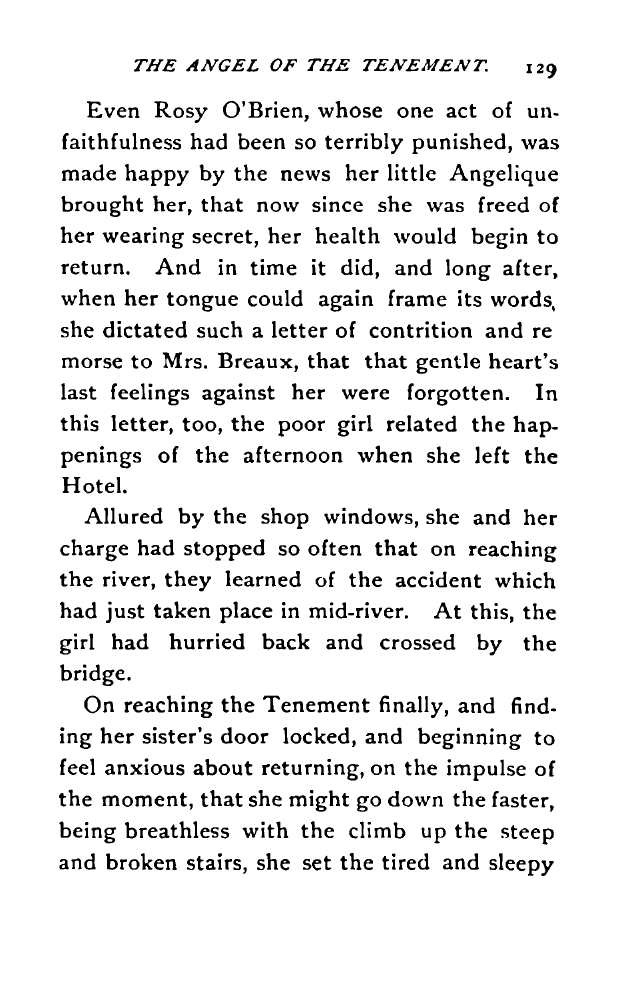 THE ANGEL OF THE TENEMENT. 129
Even Rosy O'Brien, whose one act of un-
faithfulness had been so terribly punished, was
made happy by the news her little Angelique
brought her, that now since she was freed of
her wearing secret, her health would begin to
return. And in time it did, and long after,
when her tongue could again frame its words,
she dictated such a letter of contrition and re
morse to Mrs. Breaux, that that gentle heart's
last feelings against her were forgotten. In
this letter, too, the poor girl related the hap-
penings of the afternoon when she left the
Hotel.
Allured by the shop windows, she and her
charge had stopped so often that on reaching
the river, they learned of the accident which
had just taken place in mid-river. At this, the
girl had hurried back and crossed by the
bridge.
On reaching the Tenement finally, and find-
ing her sister's door locked, and beginning to
feel anxious about returning, on the impulse of
the moment, that she might go down the faster,
being breathless with the climb up the steep
and broken stairs, she set the tired and sleepy